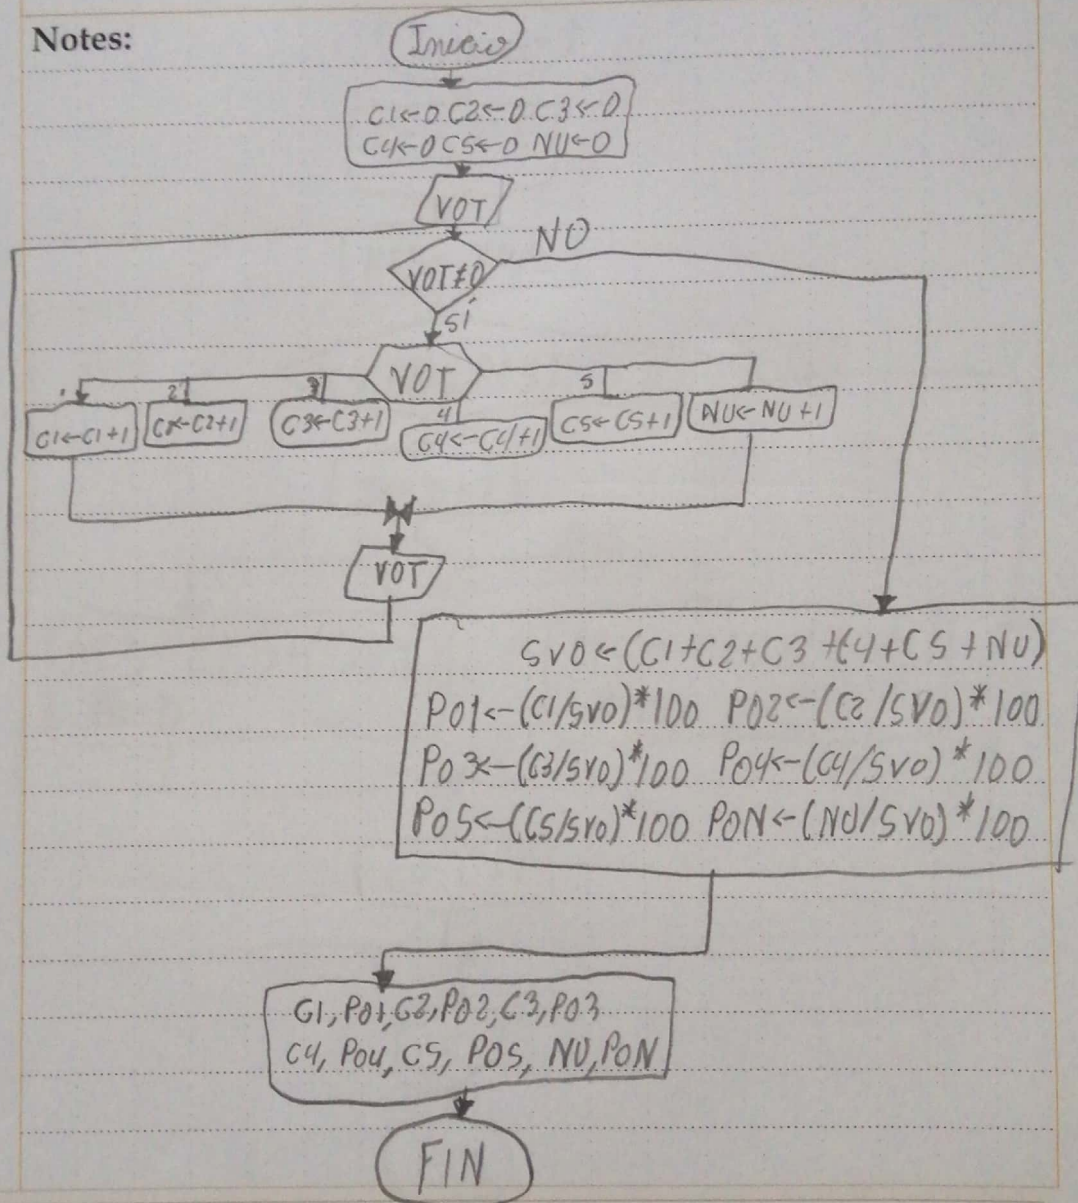 Notes:
Inicio
C1←0 C2←0 C3←0
C4←0 C5←0 NU←0
VOT
NO
VOT≠0
SÍ
VOT
1 2 3 4 5
C1←C1+1
C2←C2+1
C3←C3+1
C4←C4+1
C5←C5+1
NU←NU+1
VOT
SVO←(C1+C2+C3+C4+C5+NU)
PO1←(C1/SVO)*100 PO2←(C2/SVO)*100
PO3←(C3/SVO)*100 PO4←(C4/SVO)*100
PO5←(C5/SVO)*100 PON←(NU/SVO)*100
C1, PO1, C2, PO2, C3, PO3
C4, PO4, C5, PO5, NU, PON
FIN